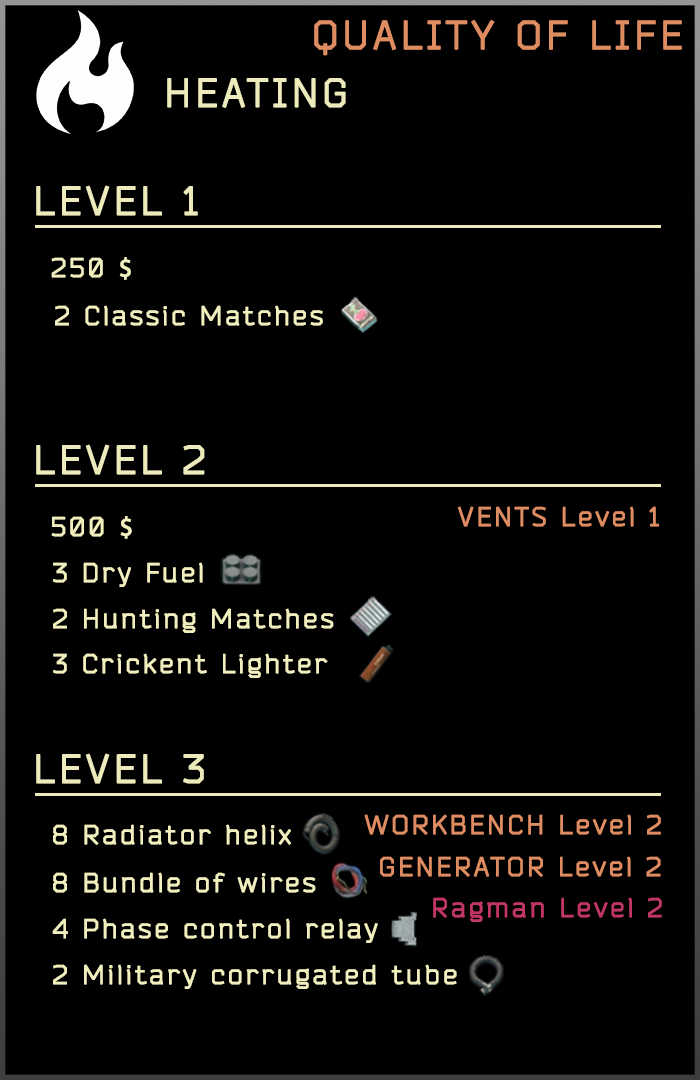 QUALITY OF LIFE
HEATING
LEVEL 1
250 $
2 Classic Matches
LEVEL 2
500 $
VENTS Level 1
3 Dry Fuel
2 Hunting Matches
3 Crickent Lighter
LEVEL 3
8 Radiator helix
WORKBENCH Level 2
8 Bundle of wires
GENERATOR Level 2
Ragman Level 2
4 Phase control relay
2 Military corrugated tube